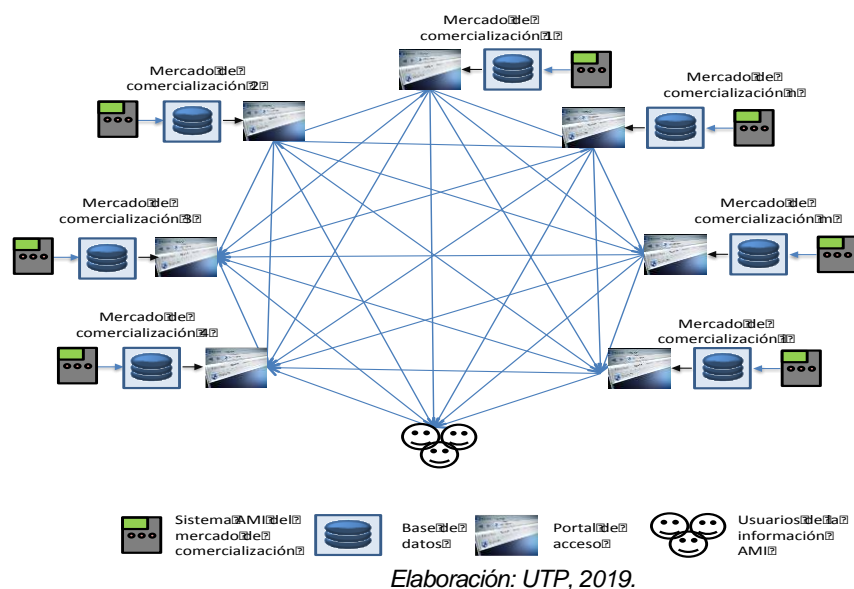 Mercado de
comercialización 1
Mercado de
comercialización 2
Mercado de
comercialización n
Mercado de
comercialización 3
Mercado de
comercialización m
Mercado de
comercialización 4
Mercado de
comercialización l
Sistema AMI del
mercado de
comercialización
Base de
datos
Portal de
acceso
Usuarios de la
información
AMI
Elaboración: UTP, 2019.